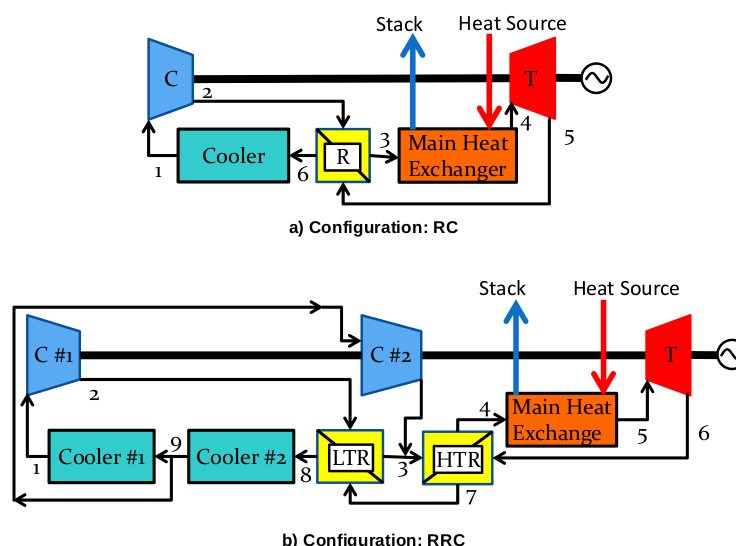 Stack
Heat Source
C
T
2
4
5
Cooler
R
3
Main Heat
Exchanger
1
6
a) Configuration: RC
Stack
Heat Source
C #1
C #2
T
2
4
Main Heat
Exchange
5
6
Cooler #1
9
Cooler #2
LTR
3
HTR
1
8
7
b) Configuration: RRC